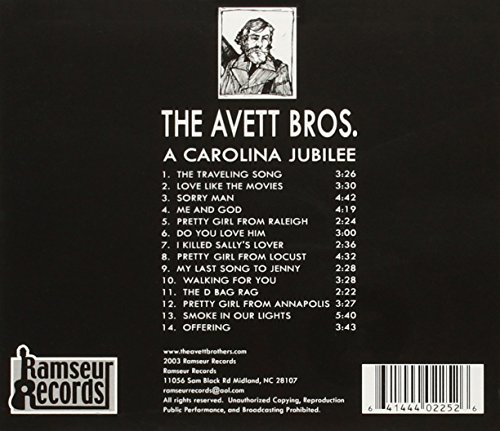 THE AVETT BROS.
A CAROLINA JUBILEE
1. THE TRAVELING SONG 3:26
2. LOVE LIKE THE MOVIES 3:30
3. SORRY MAN 4:42
4. ME AND GOD 4:19
5. PRETTY GIRL FROM RALEIGH 2:24
6. DO YOU LOVE HIM 3:00
7. I KILLED SALLY'S LOVER 2:36
8. PRETTY GIRL FROM LOCUST 4:32
9. MY LAST SONG TO JENNY 2:28
10. WALKING FOR YOU 3:28
11. THE D BAG RAG 2:22
12. PRETTY GIRL FROM ANNAPOLIS 3:27
13. SMOKE IN OUR LIGHTS 5:40
14. OFFERING 3:43
www.theavettbrothers.com
2003 Ramseur Records
Ramseur Records
11056 Sam Black Rd Midland, NC 28107
ramseurrecords@aol.com
All rights reserved. Unauthorized Copying, Reproduction
Public Performance, and Broadcasting Prohibited.
Ramseur
Records
6 41444 02252 6